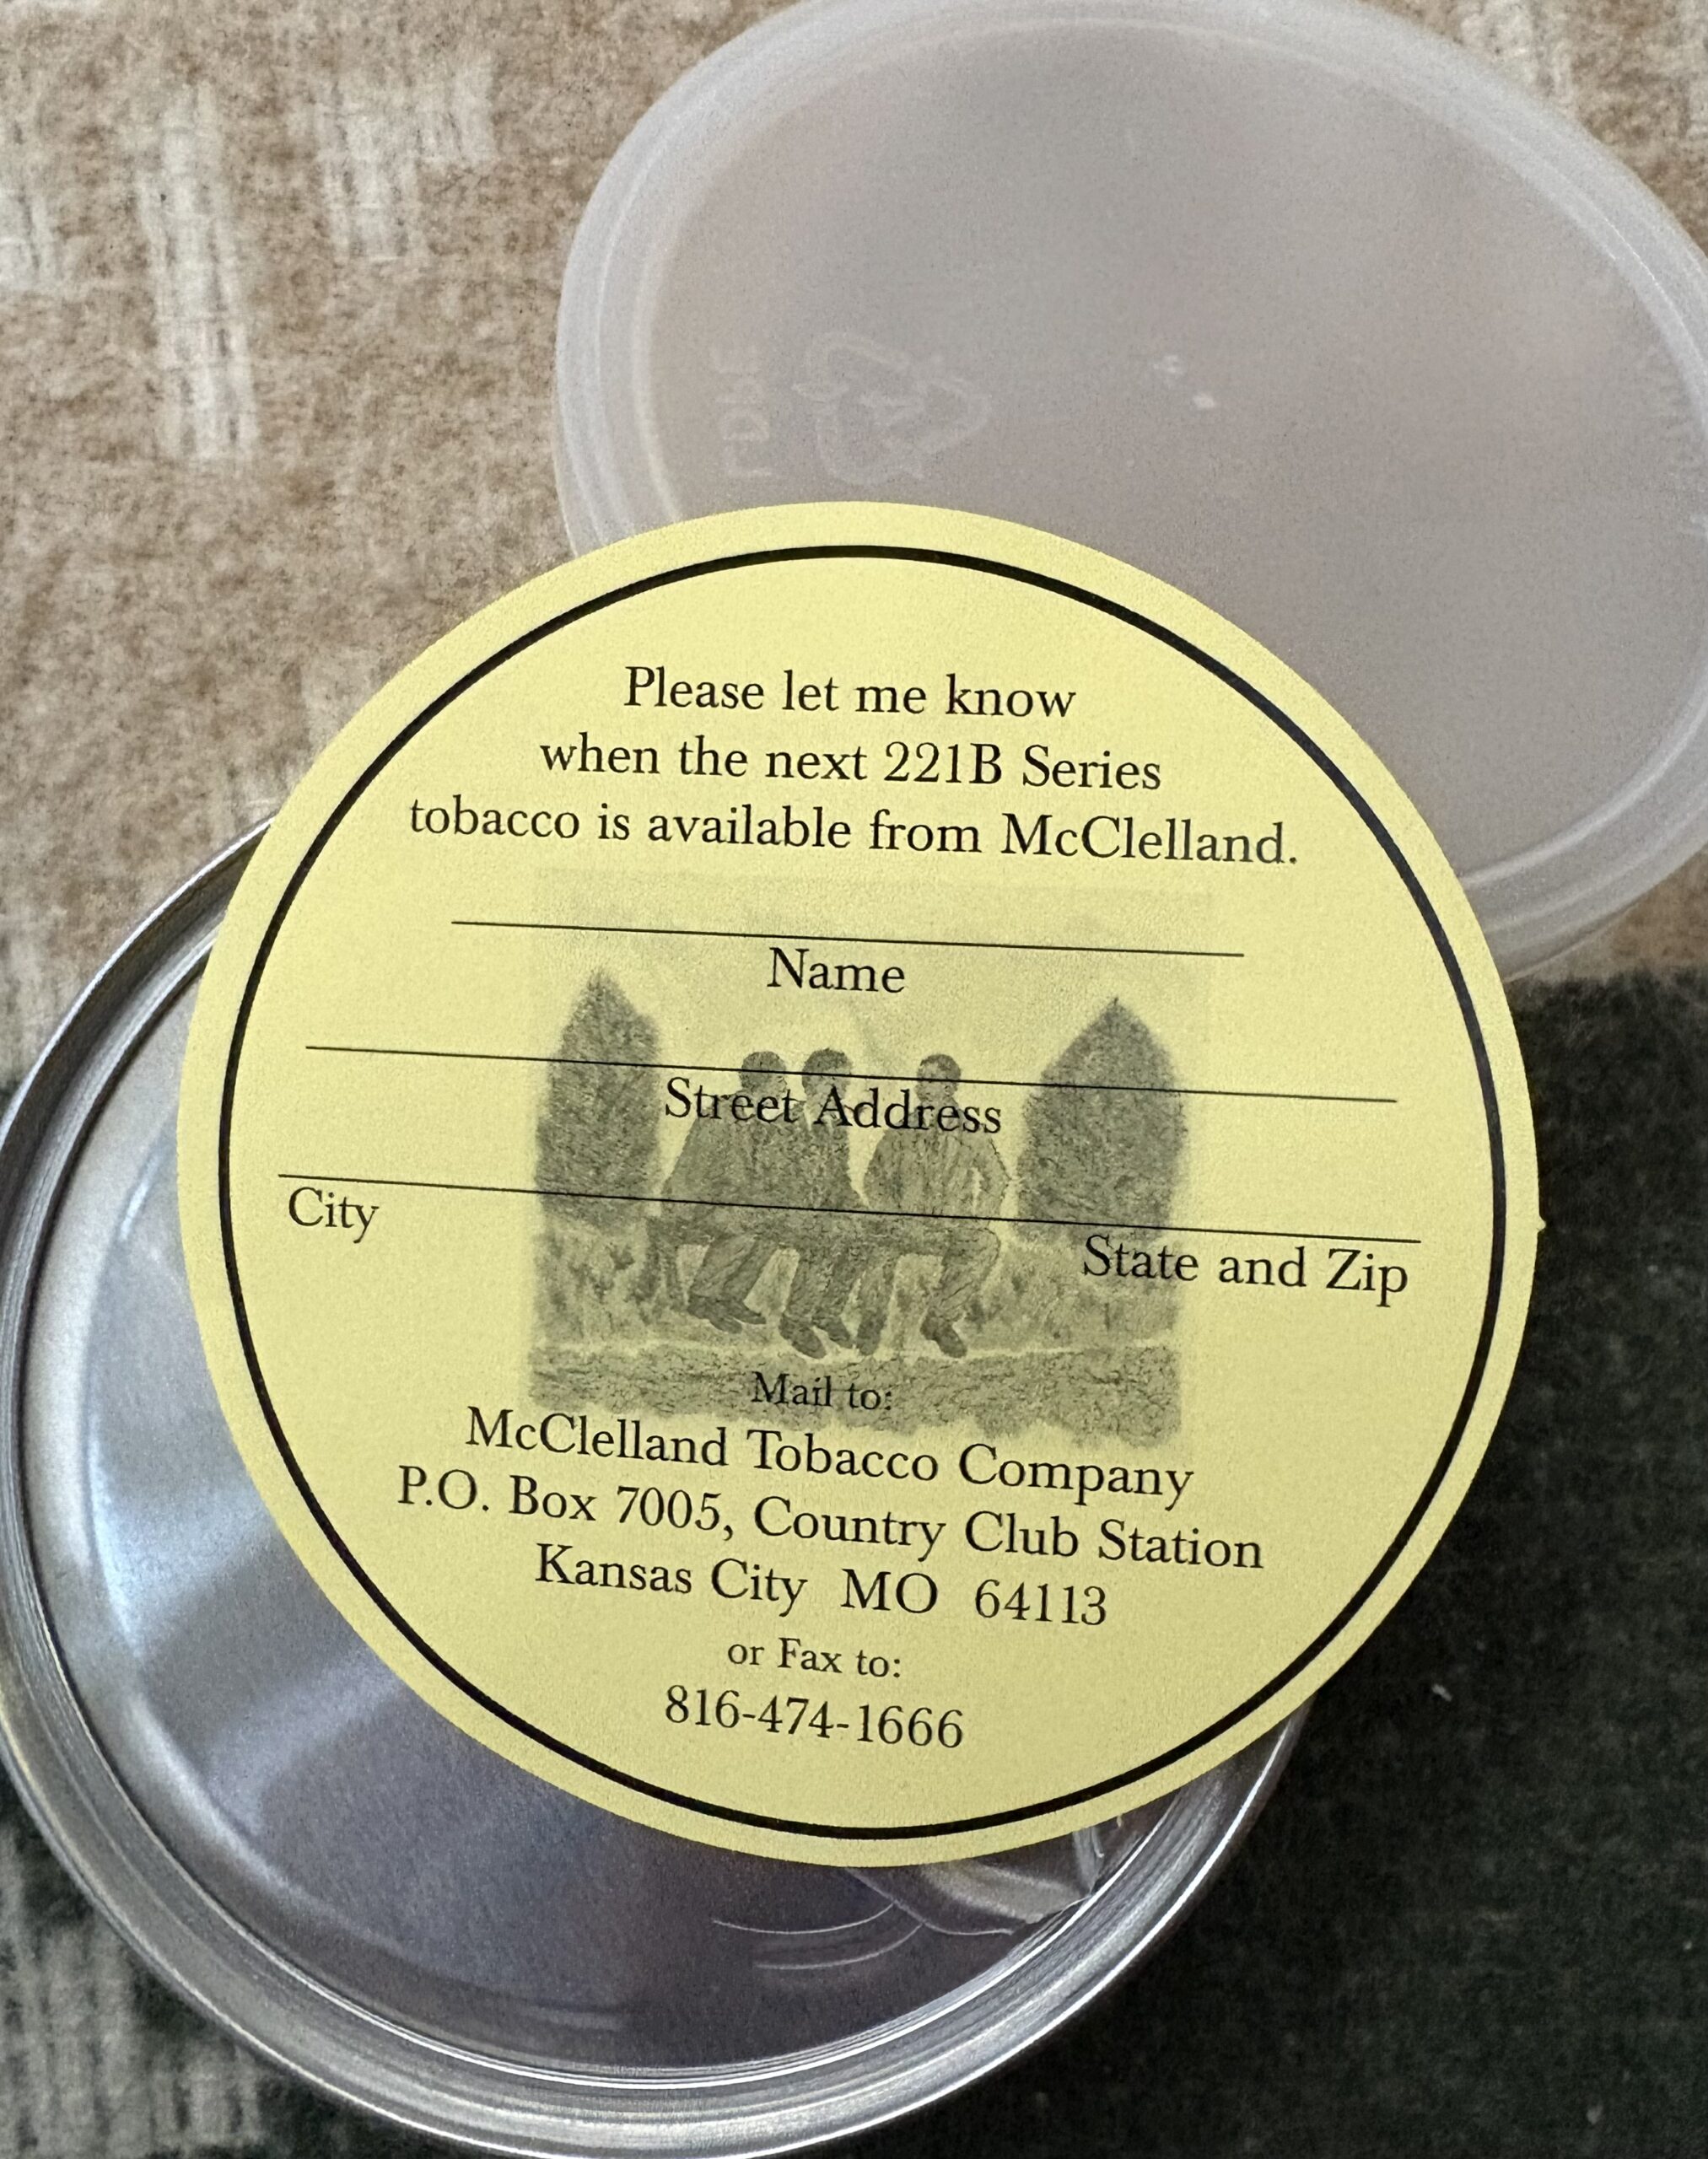 Please let me know
when the next 221B Series
tobacco is available from McClelland.
Name
Street Address
City
State and Zip
Mail to:
McClelland Tobacco Company
P.O. Box 7005, Country Club Station
Kansas City MO 64113
or Fax to:
816-474-1666